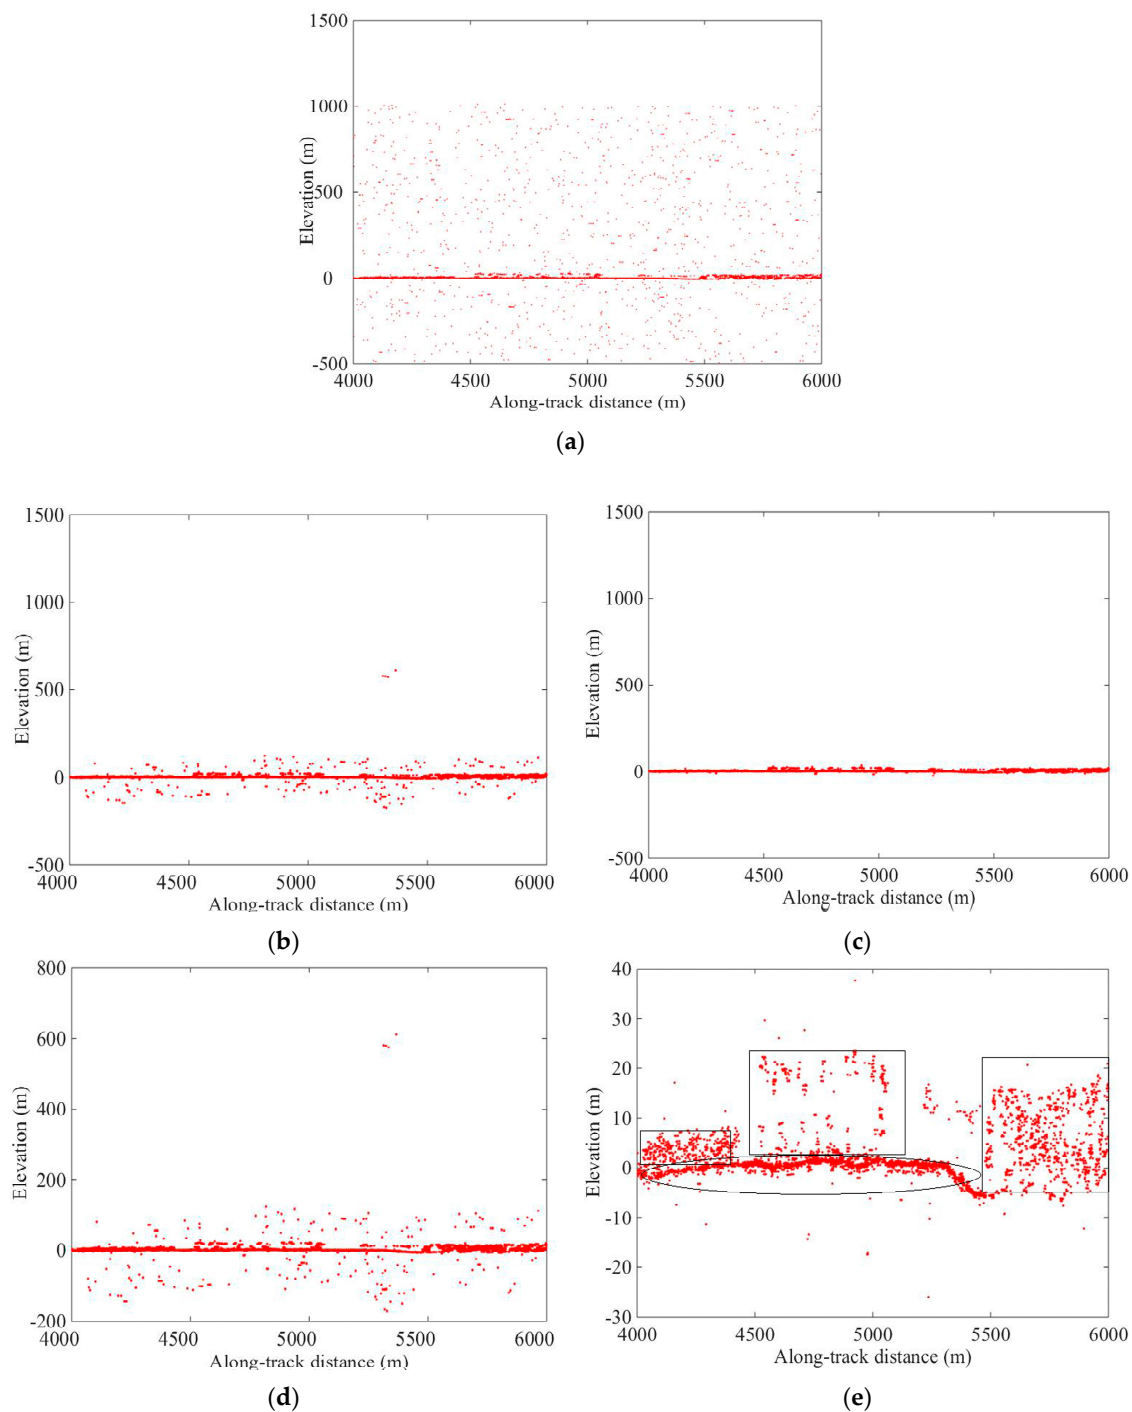 1500
1000
500
0
-500
Elevation (m)
4000 4500 5000 5500 6000
Along-track distance (m)
(a)
1500
1000
500
0
-500
Elevation (m)
4000 4500 5000 5500 6000
Along-track distance (m)
(b)
1500
1000
500
0
-500
Elevation (m)
4000 4500 5000 5500 6000
Along-track distance (m)
(c)
800
600
400
200
0
-200
Elevation (m)
4000 4500 5000 5500 6000
Along-track distance (m)
(d)
40
30
20
10
0
-10
-20
-30
Elevation (m)
4000 4500 5000 5500 6000
Along-track distance (m)
(e)